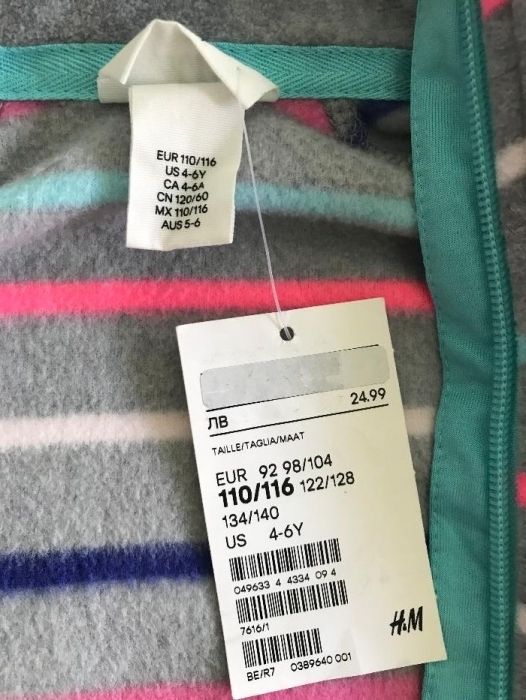 EUR 110/116
US 4-6Y
CA 4-6A
CN 120/60
MX 110/116
AUS 5-6
ЛВ 24.99
TAILLE/TAGLIA/MAAT
EUR 92 98/104
110/116 122/128
134/140
US 4-6Y
049633 4 4334 09 4
7616/1
H&M
BE/R7 0389640 001